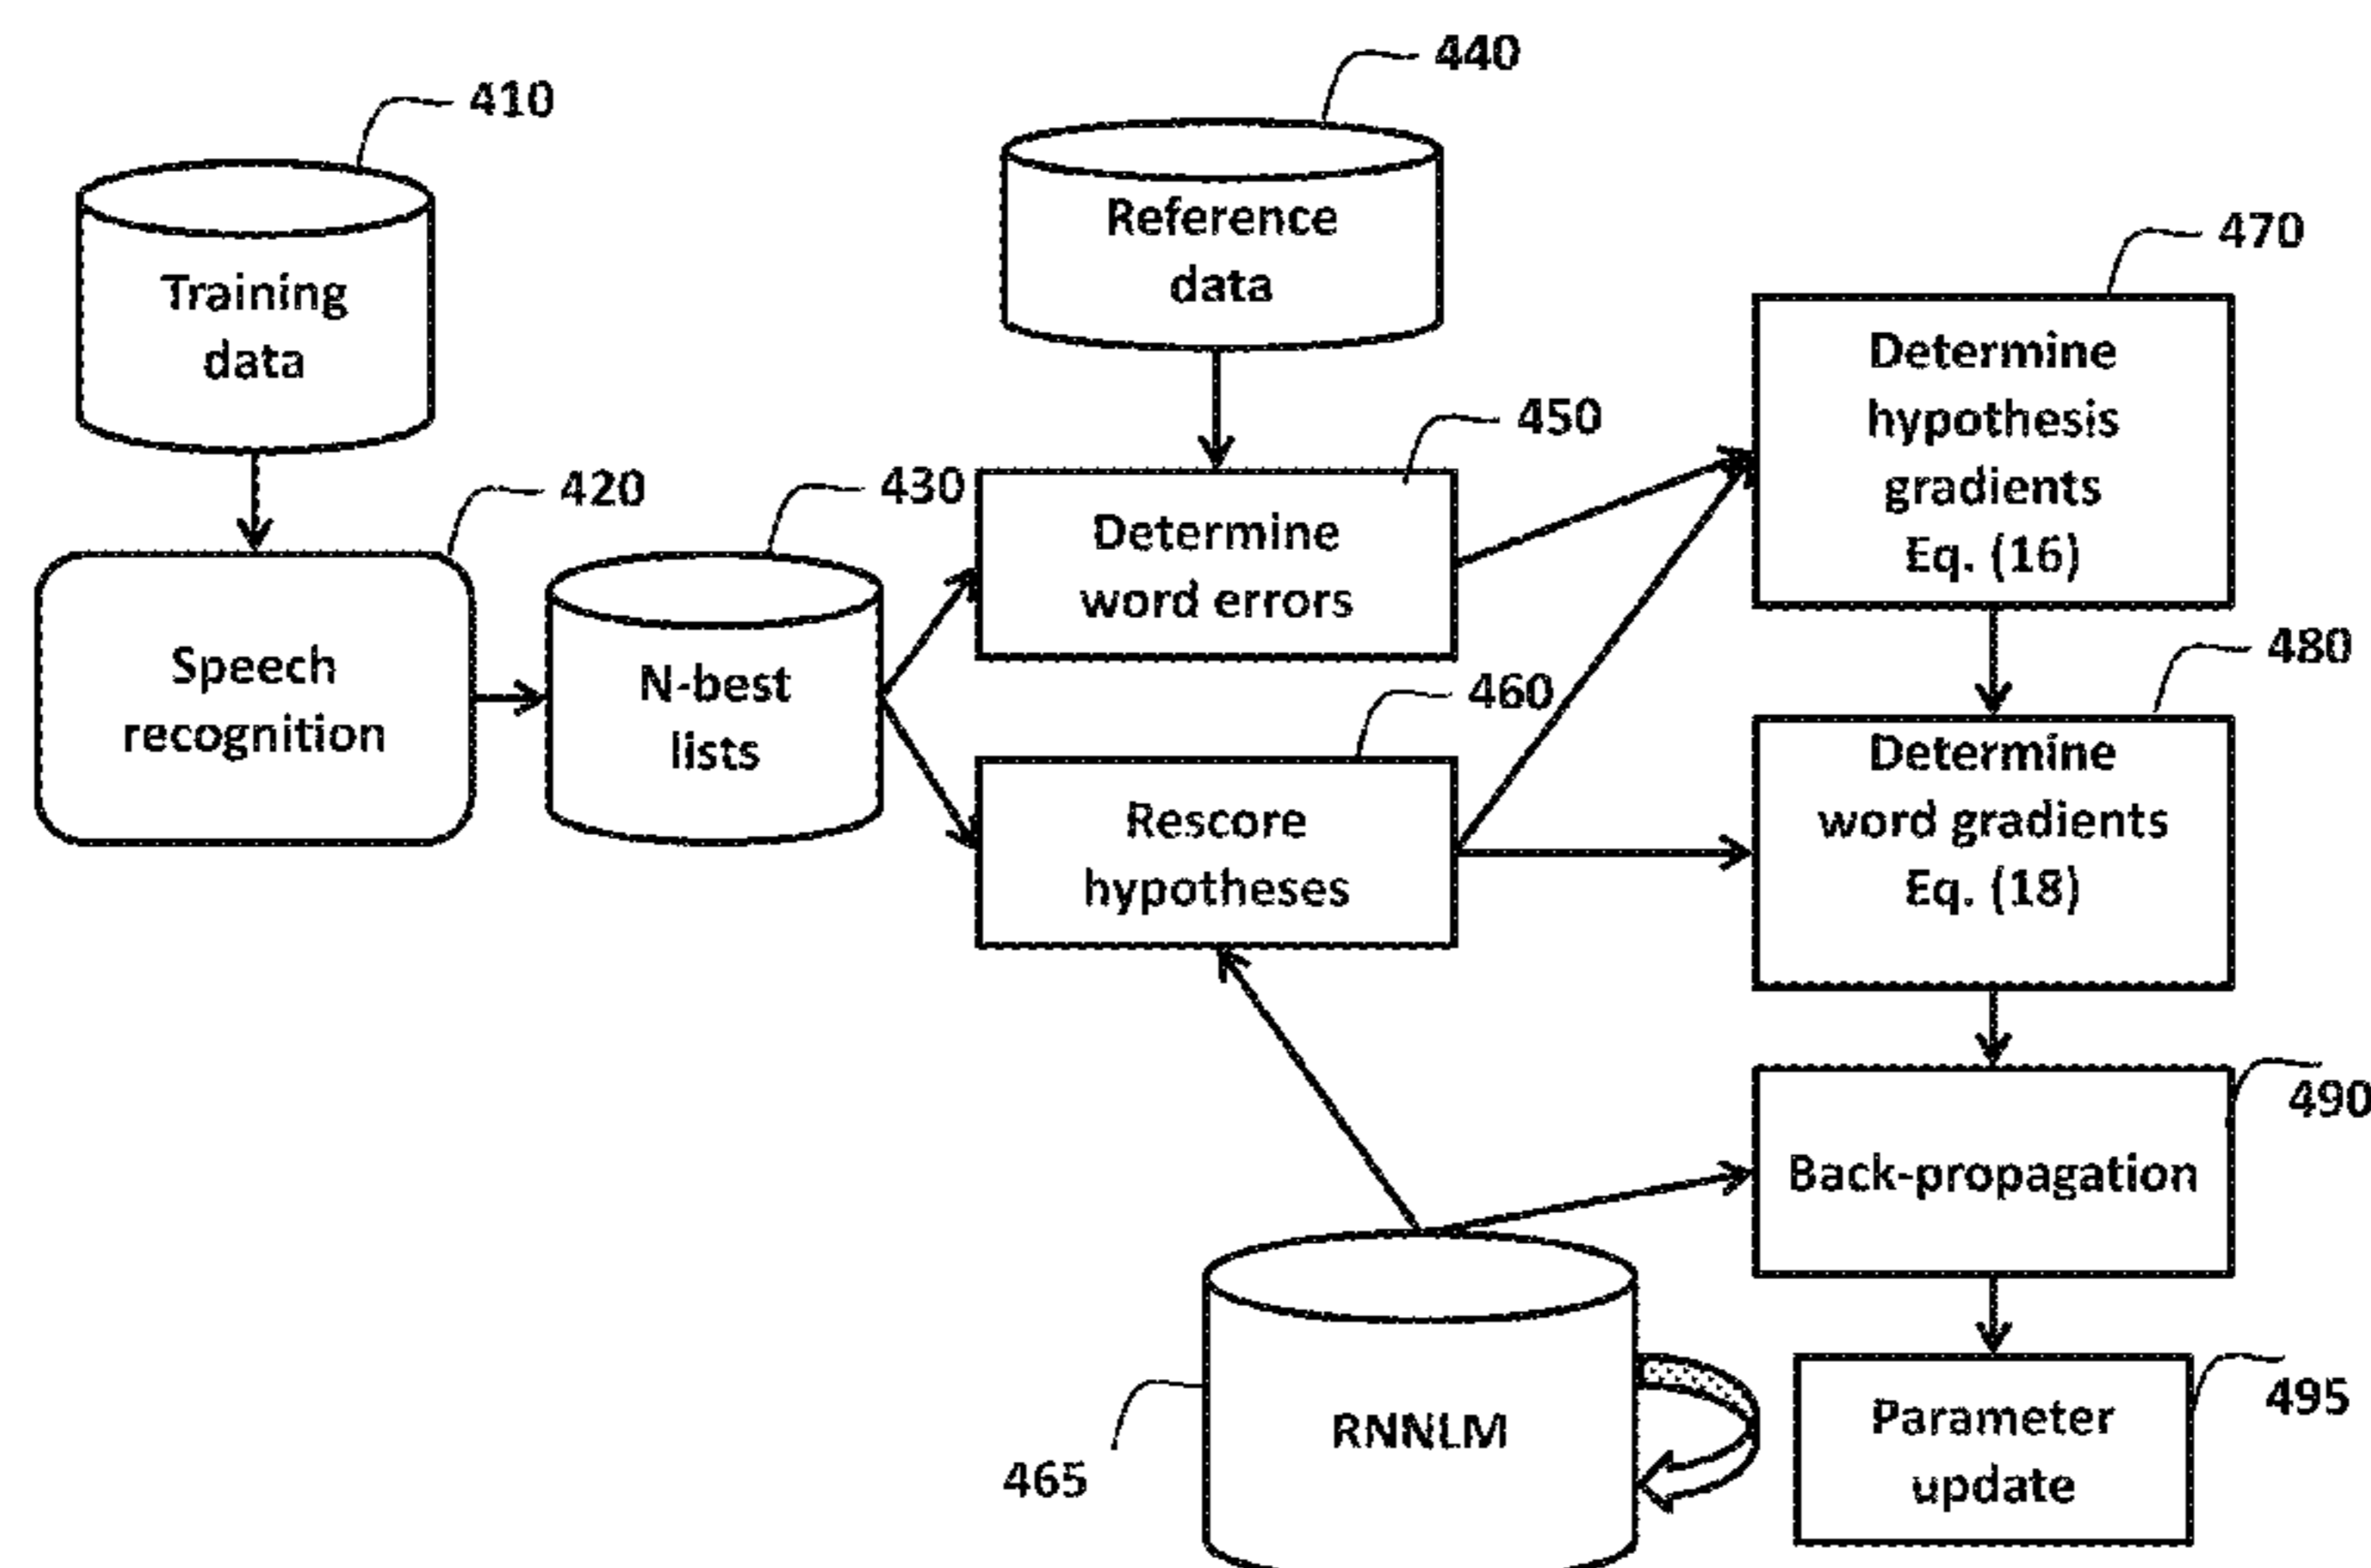 440
410
Reference
data
470
Training
data
Determine
hypothesis
gradients
Eq. (16)
450
420
430
Determine
word errors
480
Speech
recognition
N-best
lists
460
Determine
word gradients
Eq. (18)
Rescore
hypotheses
490
Back-propagation
495
RNNLM
465
Parameter
update